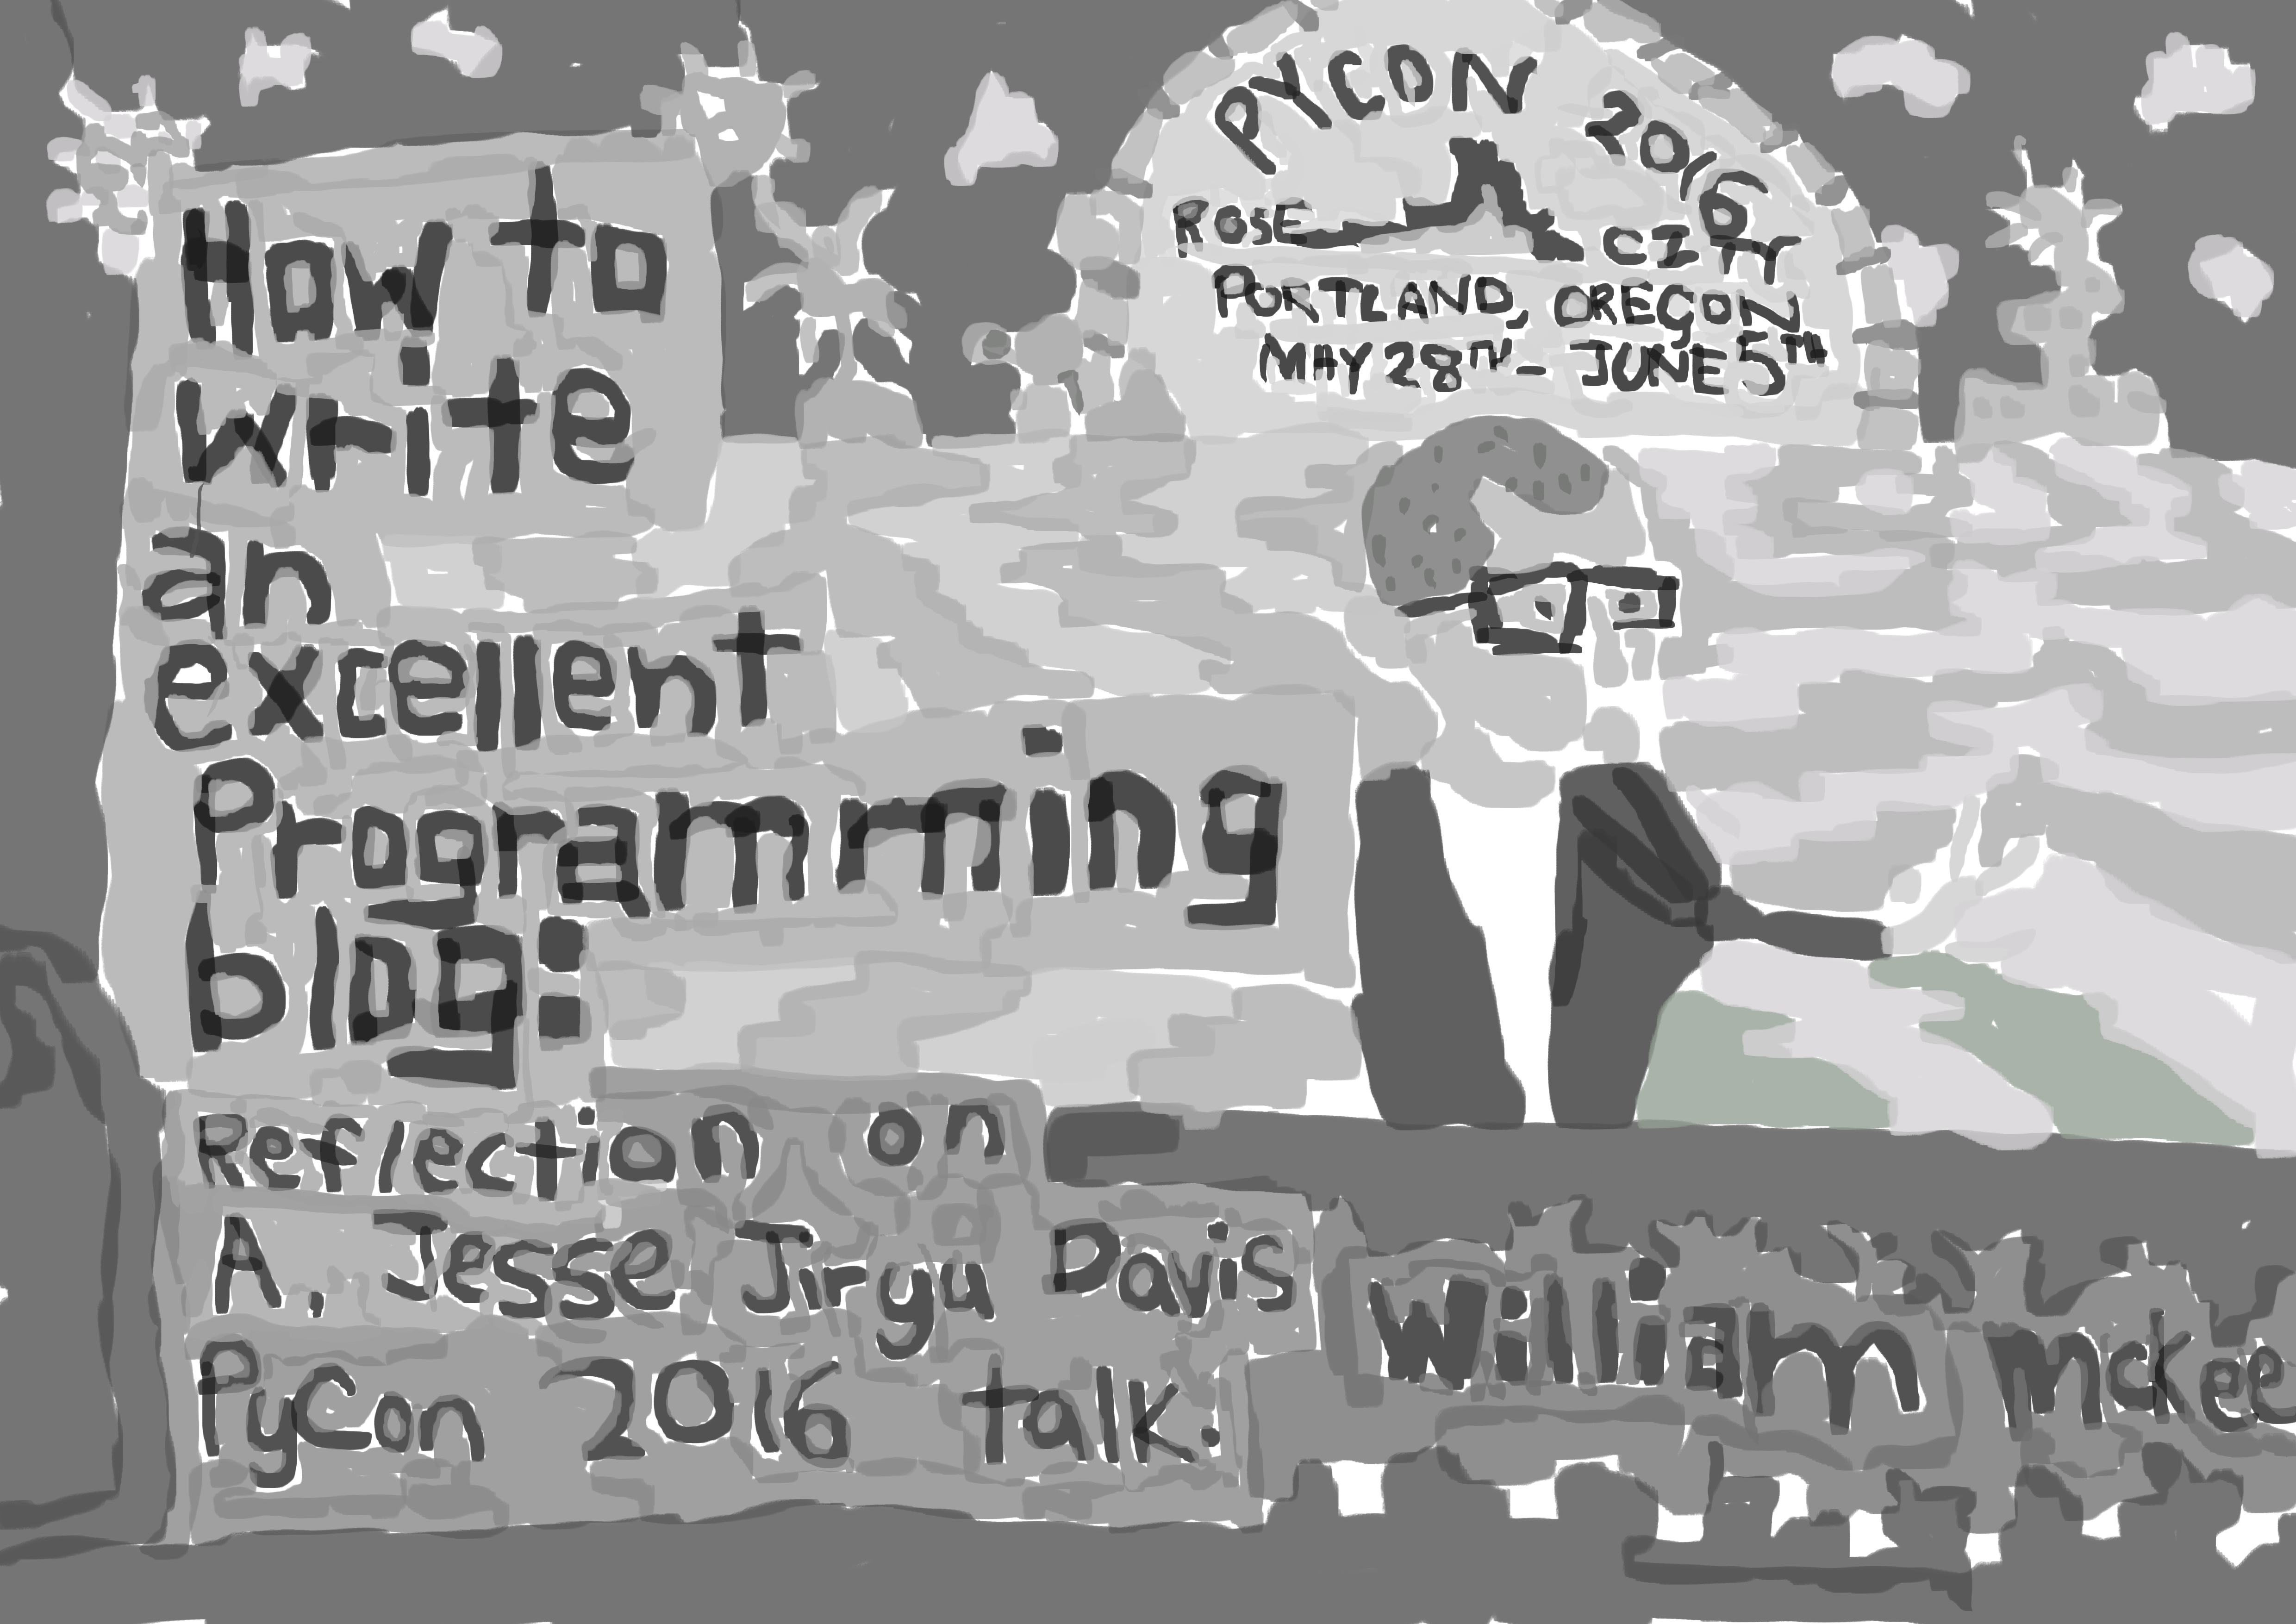 How to
write
an
excellent
Programming
blog:
Reflection on
A. Jesse Jiryu Davis
PyCon 2016 talk.
PYCON 2016
ROSE CITY
PORTLAND, OREGON
MAY 28TH - JUNE 5TH
William McKee